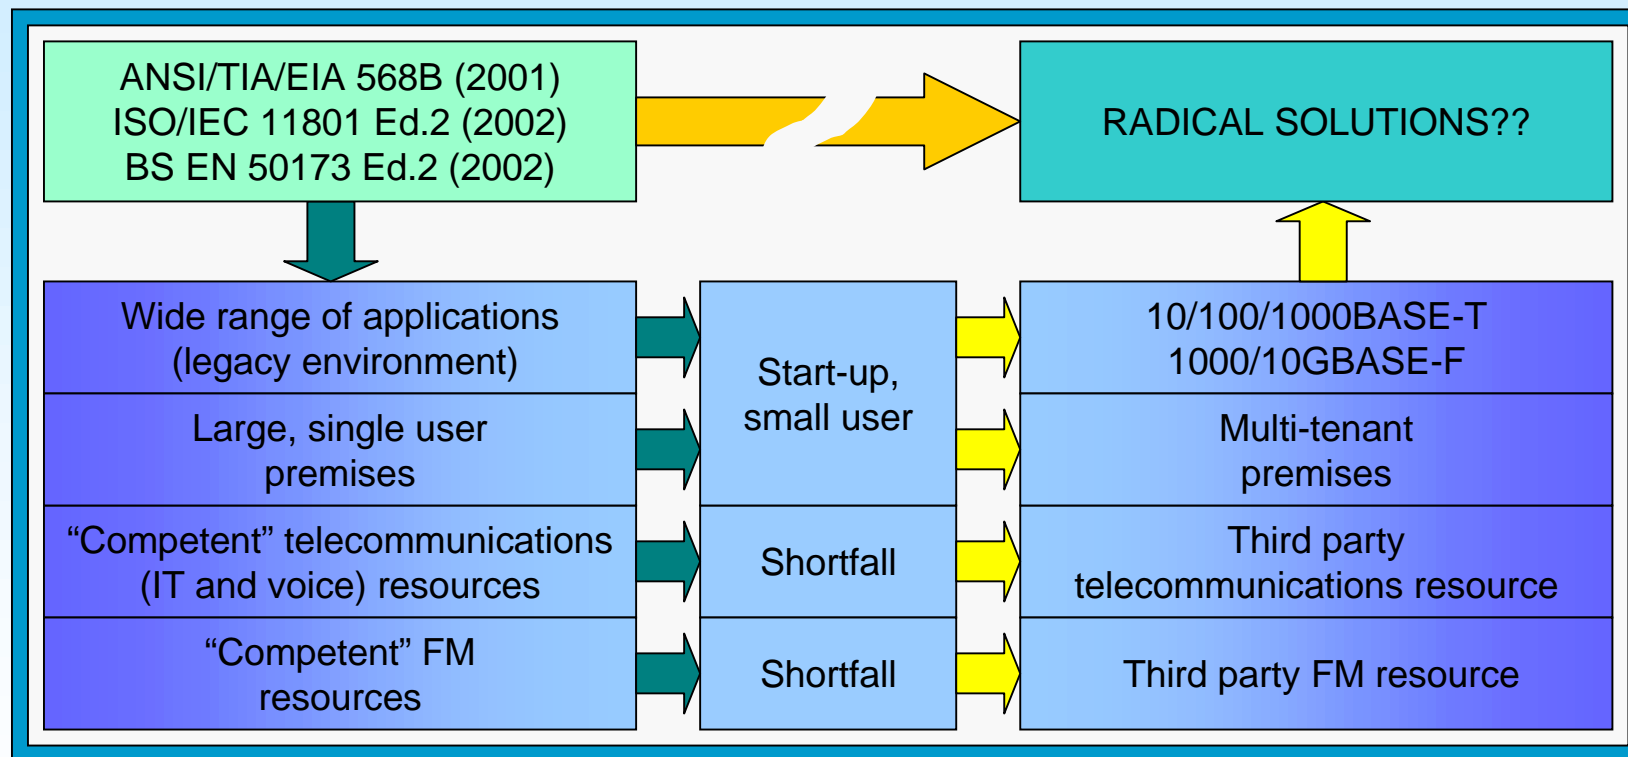 ANSI/TIA/EIA 568B (2001)
ISO/IEC 11801 Ed.2 (2002)
BS EN 50173 Ed.2 (2002)
RADICAL SOLUTIONS??
Wide range of applications
(legacy environment)
Large, single user
premises
“Competent” telecommunications
(IT and voice) resources
“Competent” FM
resources
Start-up,
small user
Shortfall
Shortfall
10/100/1000BASE-T
1000/10GBASE-F
Multi-tenant
premises
Third party
telecommunications resource
Third party FM resource